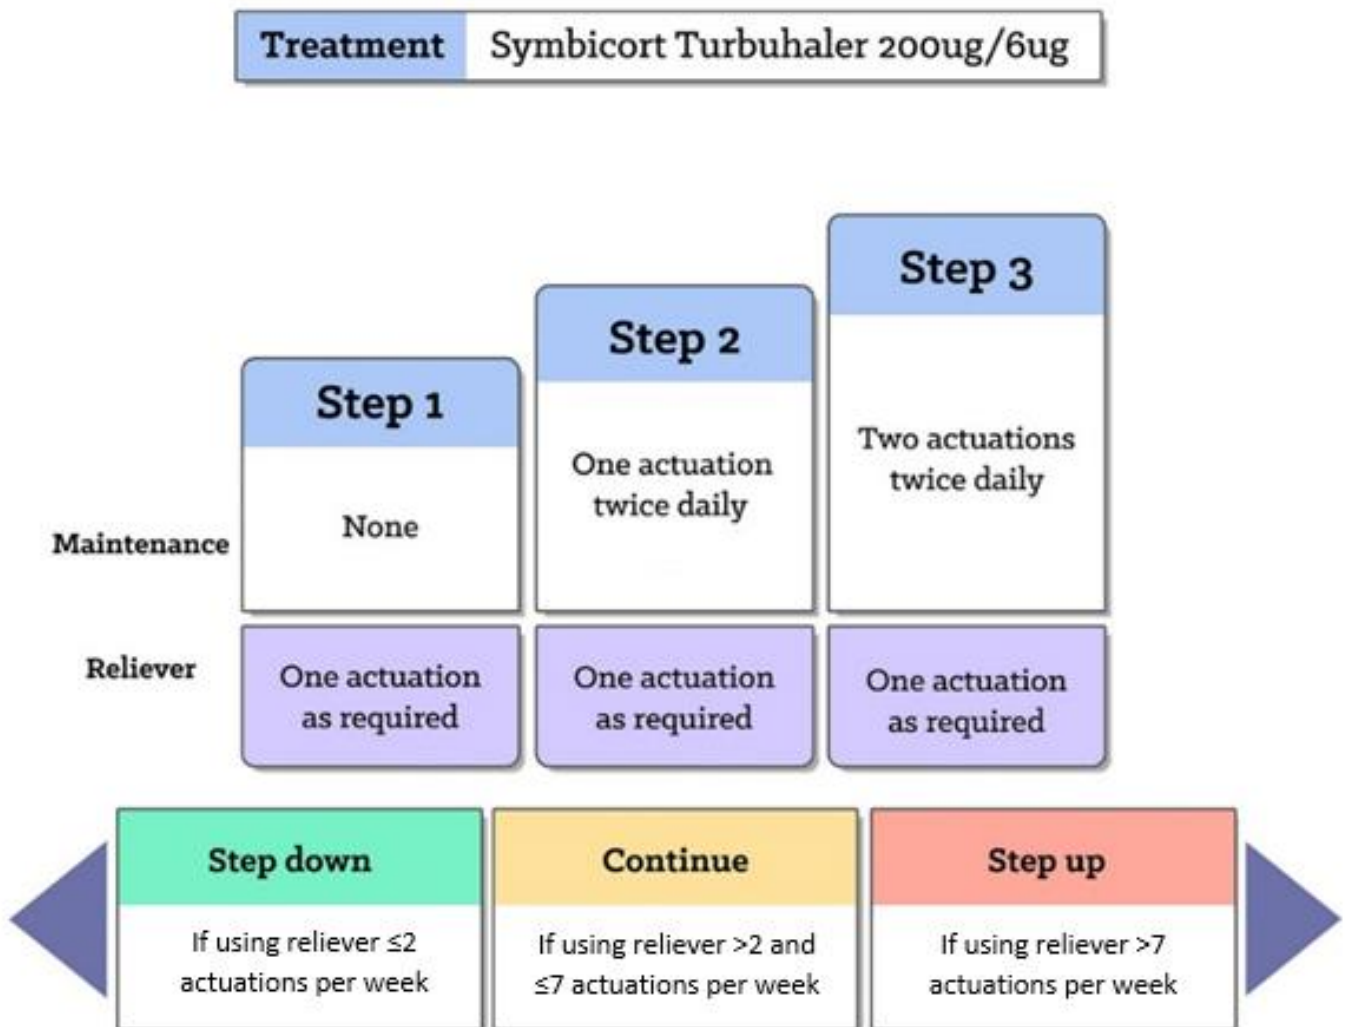 Treatment Symbicort Turbuhaler 200ug/6ug
Step 1
Step 2
Step 3
Maintenance
None
One actuation
twice daily
Two actuations
twice daily
Reliever
One actuation
as required
One actuation
as required
One actuation
as required
Step down
If using reliever ≤2
actuations per week
Continue
If using reliever >2 and
≤7 actuations per week
Step up
If using reliever >7
actuations per week